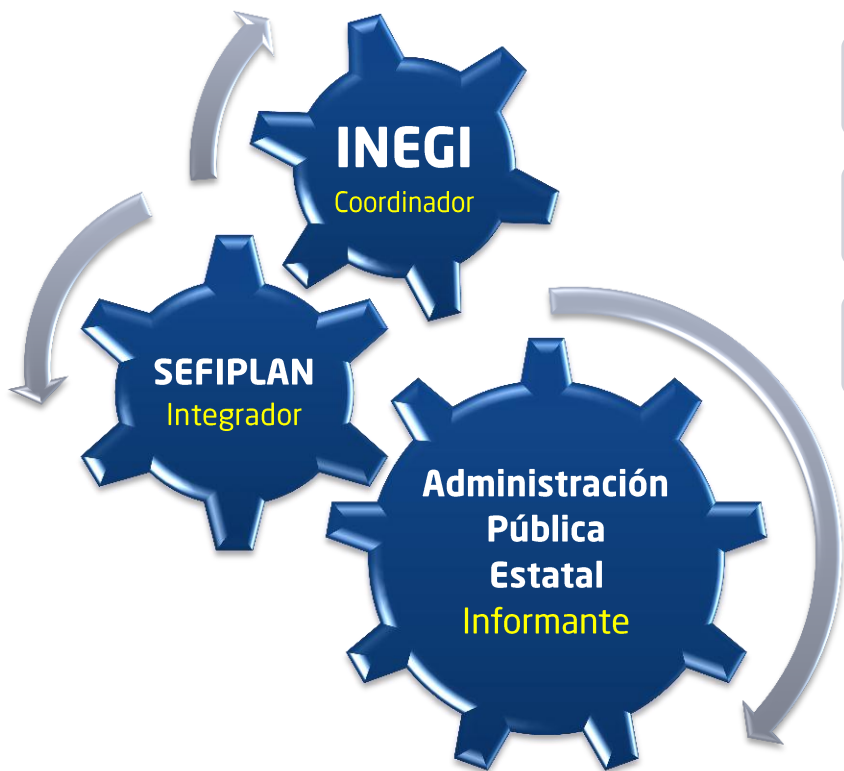 INEGI
Coordinador
SEFIPLAN
Integrador
Administración
Pública
Estatal
Informante